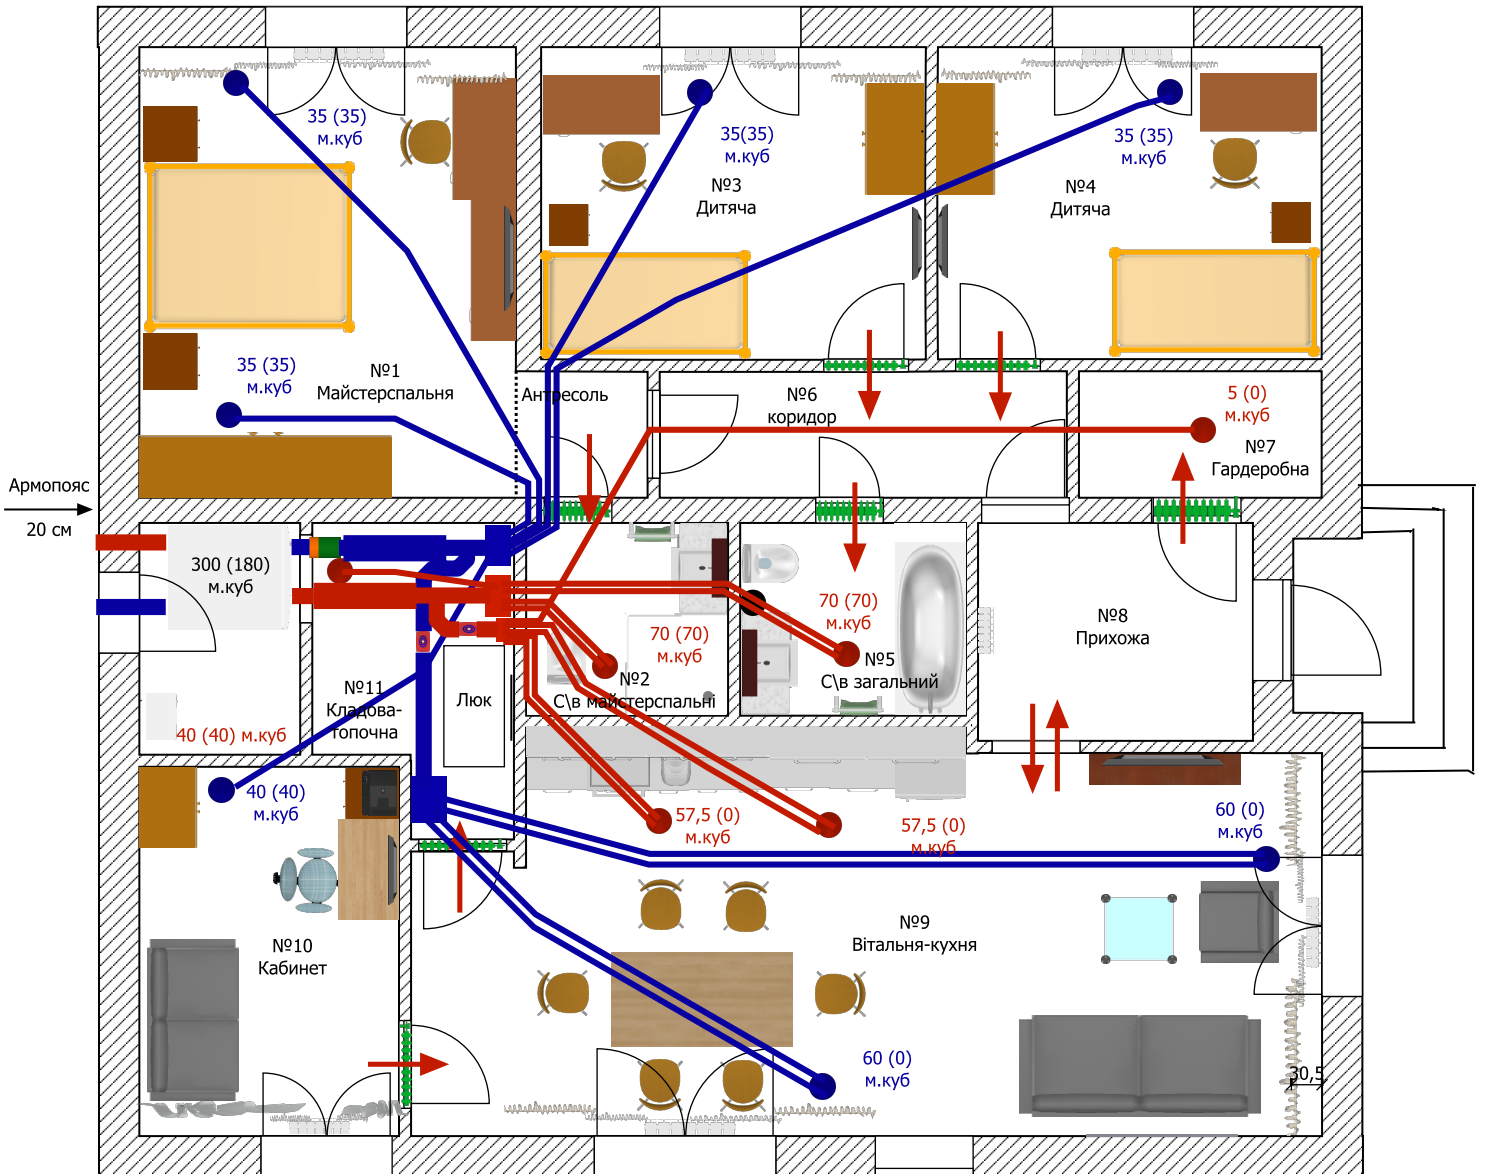 35 (35)
м.куб
35(35)
м.куб
35 (35)
м.куб
№3
Дитяча
№4
Дитяча
35 (35)
м.куб
№1
Майстерспальня
Антресоль
№6
коридор
5 (0)
м.куб
№7
Гардеробна
Армопояс
20 см
300 (180)
м.куб
70 (70)
м.куб
70 (70)
м.куб
№8
Прихожа
№2
С\в майстерспальні
№5
С\в загальний
№11
Кладова-
топочна
Люк
40 (40) м.куб
40 (40)
м.куб
57,5 (0)
м.куб
57,5 (0)
м.куб
60 (0)
м.куб
№9
Вітальня-кухня
№10
Кабинет
60 (0)
м.куб
30,5